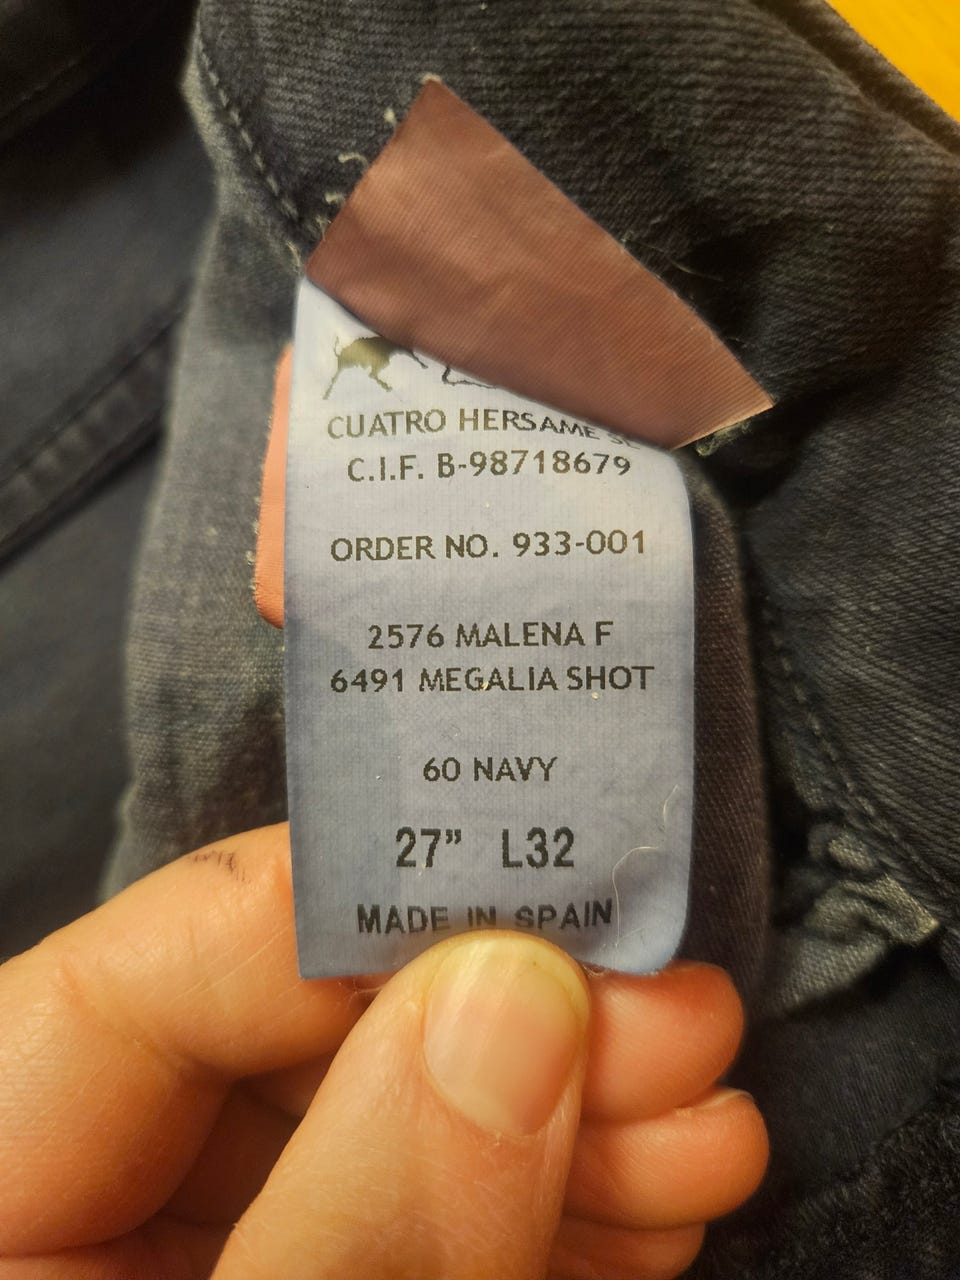 CUATRO HERSAME SL
C.I.F. B-98718679
ORDER NO. 933-001
2576 MALENA F
6491 MEGALIA SHOT
60 NAVY
27” L32
MADE IN SPAIN